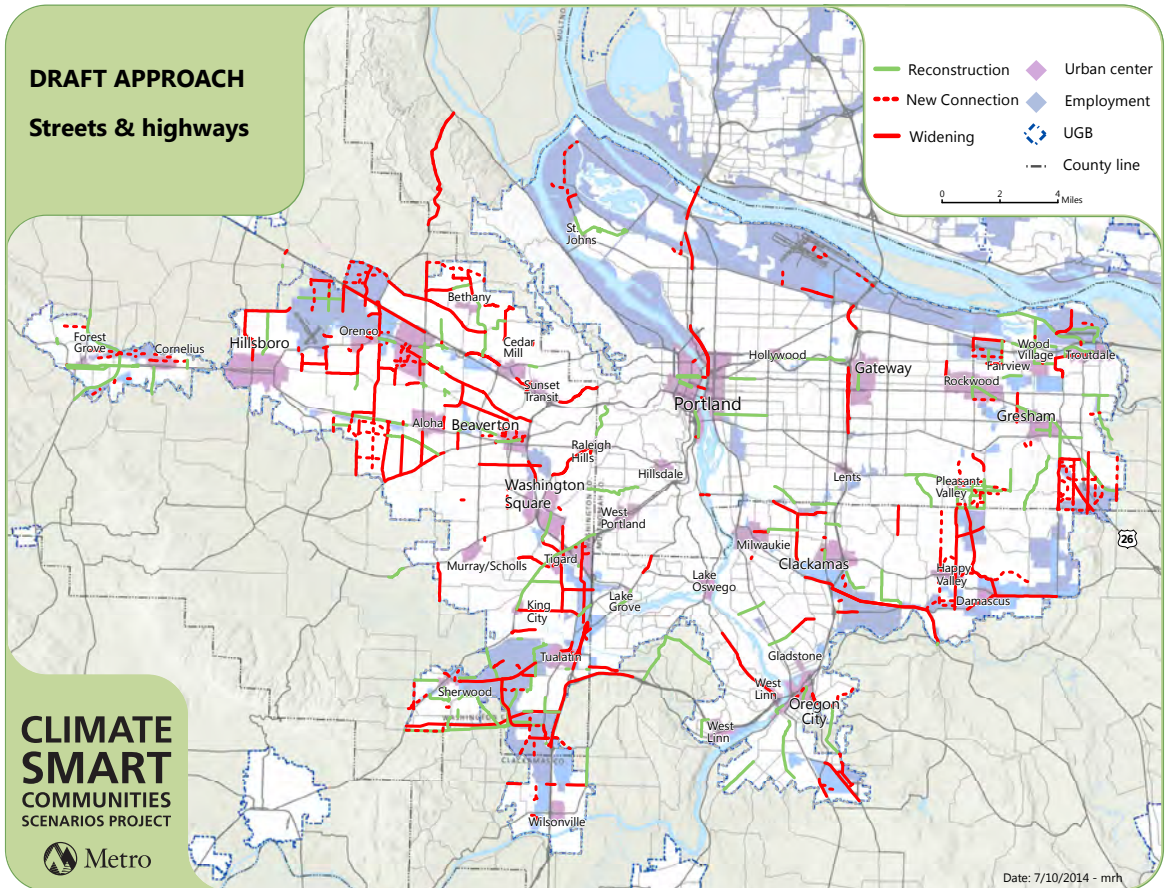 DRAFT APPROACH
Streets & highways
Reconstruction
New Connection
Widening
Urban center
Employment
UGB
County line
0 2 4 Miles
MULTNO
St.
Johns
Bethany
Forest
Grove
Cornelius
Hillsboro
Orenco
Cedar
Mill
Sunset
Transit
Hollywood
Gateway
Wood
Village
Fairview
Troutdale
Rockwood
Portland
Gresham
Aloha
Beaverton
Raleigh
Hills
Hillsdale
Lents
Washington
Square
Pleasant
Valley
West
Portland
26
Milwaukie
Clackamas
Tigard
Murray/Scholls
Happy
Valley
Lake
Oswego
Lake
Grove
Damascus
King
City
Tualatin
Gladstone
Sherwood
West
Linn
Oregon
City
West
Linn
CLACKAMAS CO
Wilsonville
CLIMATE
SMART
COMMUNITIES
SCENARIOS PROJECT
Metro
Date: 7/10/2014 - mrh